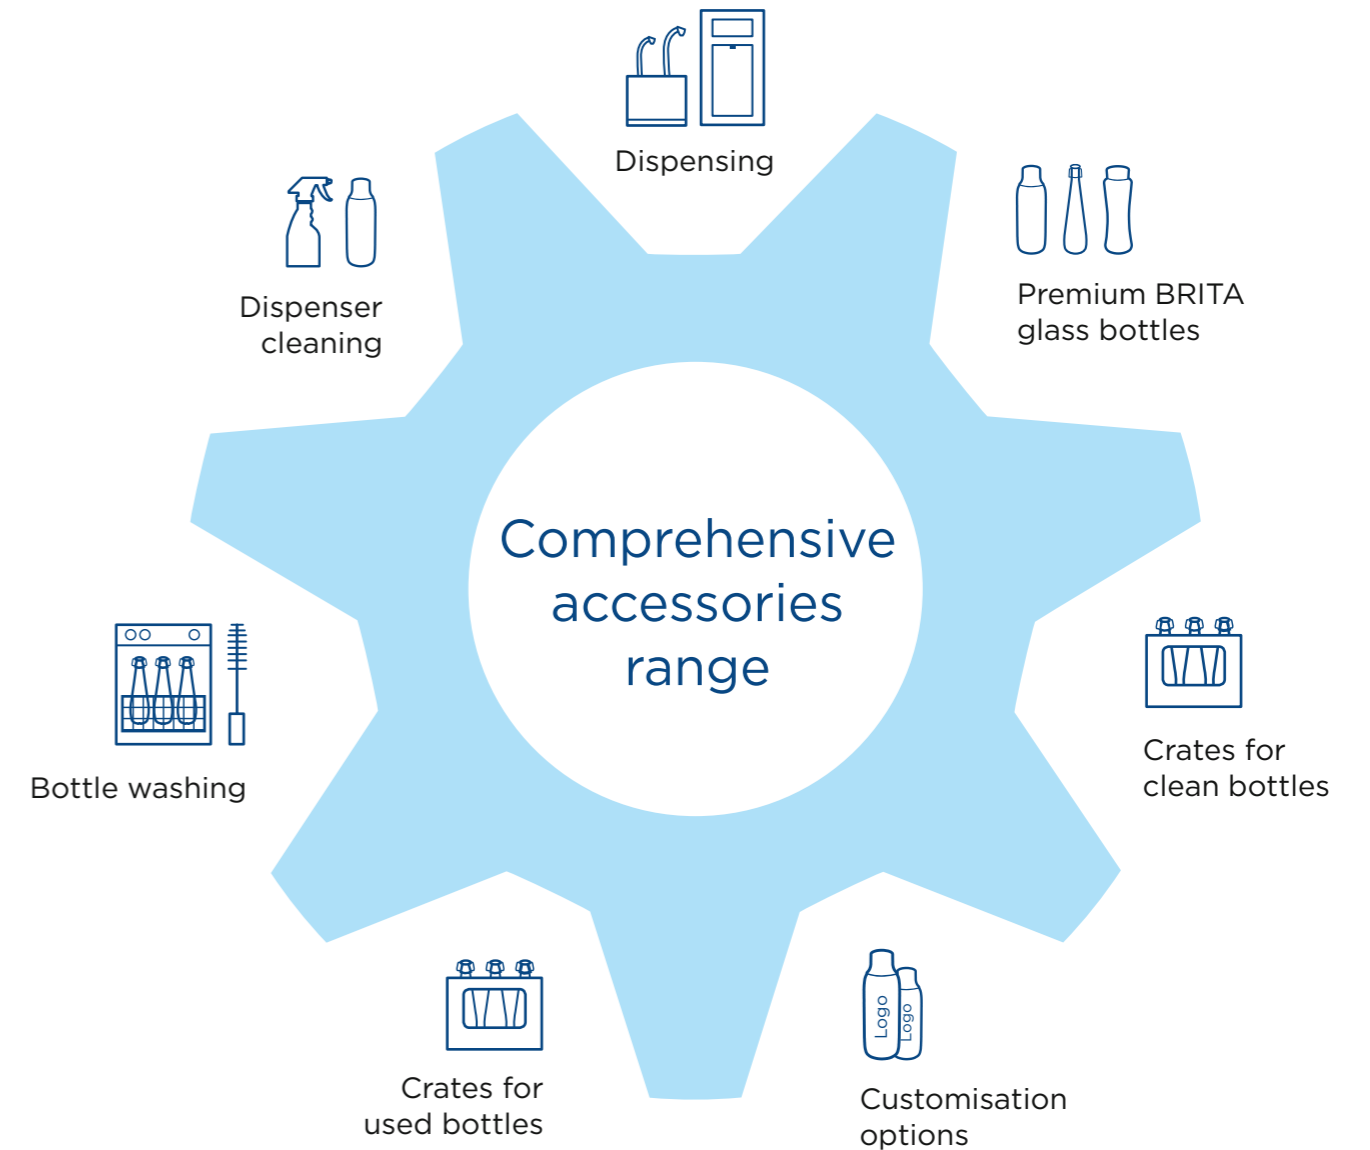 Dispensing
Premium BRITA
glass bottles
Dispenser
cleaning
Comprehensive
accessories
range
Crates for
clean bottles
Bottle washing
Logo
Logo
Customisation
options
Crates for
used bottles